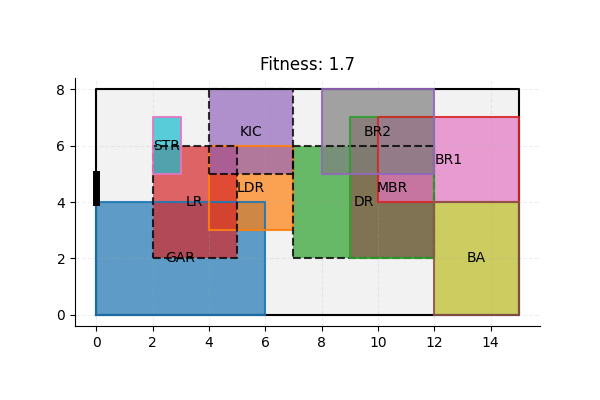 Fitness: 1.7
8
KIC
BR2
STR
6
BR1
LDR
MBR
LR
DR
4
GAR
BA
2
0
0 2 4 6 8 10 12 14